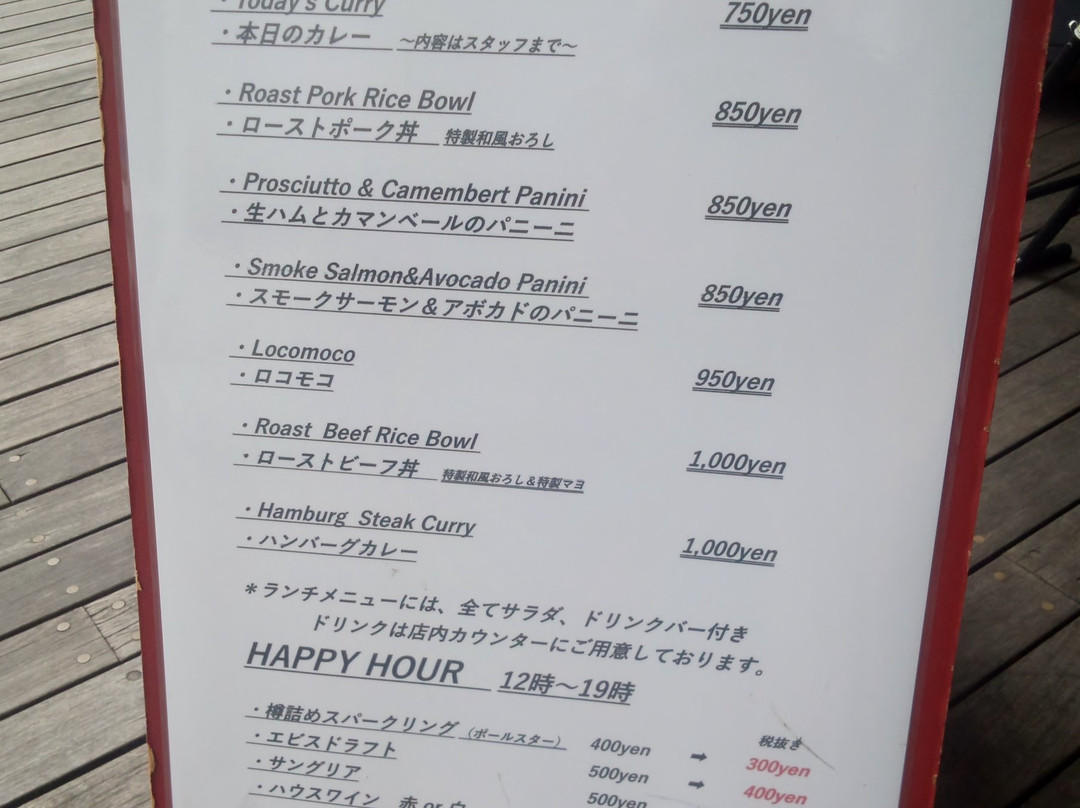 ・Today's Curry 750yen
・本日のカレー ～内容はスタッフまで～
・Roast Pork Rice Bowl 850yen
・ローストポーク丼 特製和風おろし
・Prosciutto & Camembert Panini 850yen
・生ハムとカマンベールのパニーニ
・Smoke Salmon&Avocado Panini 850yen
・スモークサーモン＆アボカドのパニーニ
・Locomoco 950yen
・ロコモコ
・Roast Beef Rice Bowl 1,000yen
・ローストビーフ丼 特製和風おろし＆特製マヨ
・Hamburg Steak Curry 1,000yen
・ハンバーグカレー
＊ランチメニューには、全てサラダ、ドリンクバー付き
ドリンクは店内カウンターにご用意しております。
HAPPY HOUR 12時～19時
税抜き
・樽詰めスパークリング （ポールスター） 400yen ➡ 300yen
・エビスドラフト 500yen ➡ 400yen
・サングリア 500yen
・ハウスワイン 赤 or 白